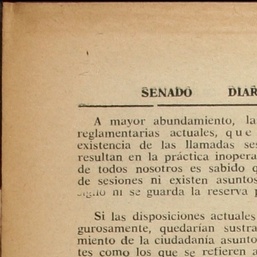 SENADO DIAR
A mayor abundamiento, la
reglamentarias actuales, que
existencia de las llamadas ses
resultan en la práctica inopera
de todos nosotros es sabido q
de sesiones ni existen asuntos
sigilo ni se guarda la reserva p
Si las disposiciones actuales
gurosamente, quedarían sustra
miento de la ciudadanía asunto
tes como los que se refieren a